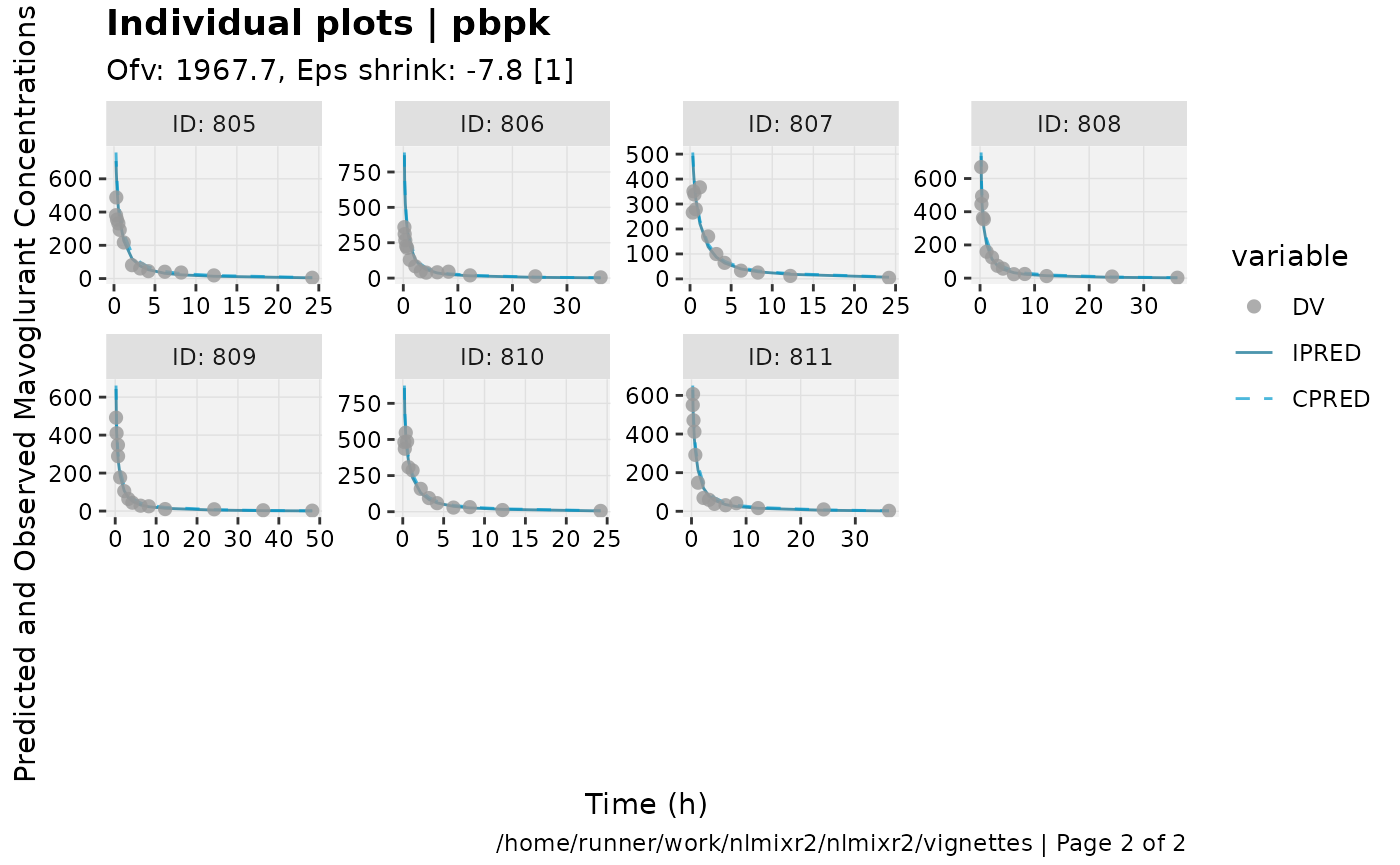 Individual plots | pbpk
Ofv: 1967.7, Eps shrink: -7.8 [1]
Predicted and Observed Mavoglurant Concentrations
ID: 805
600
400
200
0
0 5 10 15 20 25
ID: 806
750
500
250
0
0 10 20 30
ID: 807
500
400
300
200
100
0
0 5 10 15 20 25
ID: 808
600
400
200
0
0 10 20 30
ID: 809
600
400
200
0
0 10 20 30 40 50
ID: 810
750
500
250
0
0 5 10 15 20 25
ID: 811
600
400
200
0
0 10 20 30
variable
DV
IPRED
CPRED
Time (h)
/home/runner/work/nlmixr2/nlmixr2/vignettes | Page 2 of 2